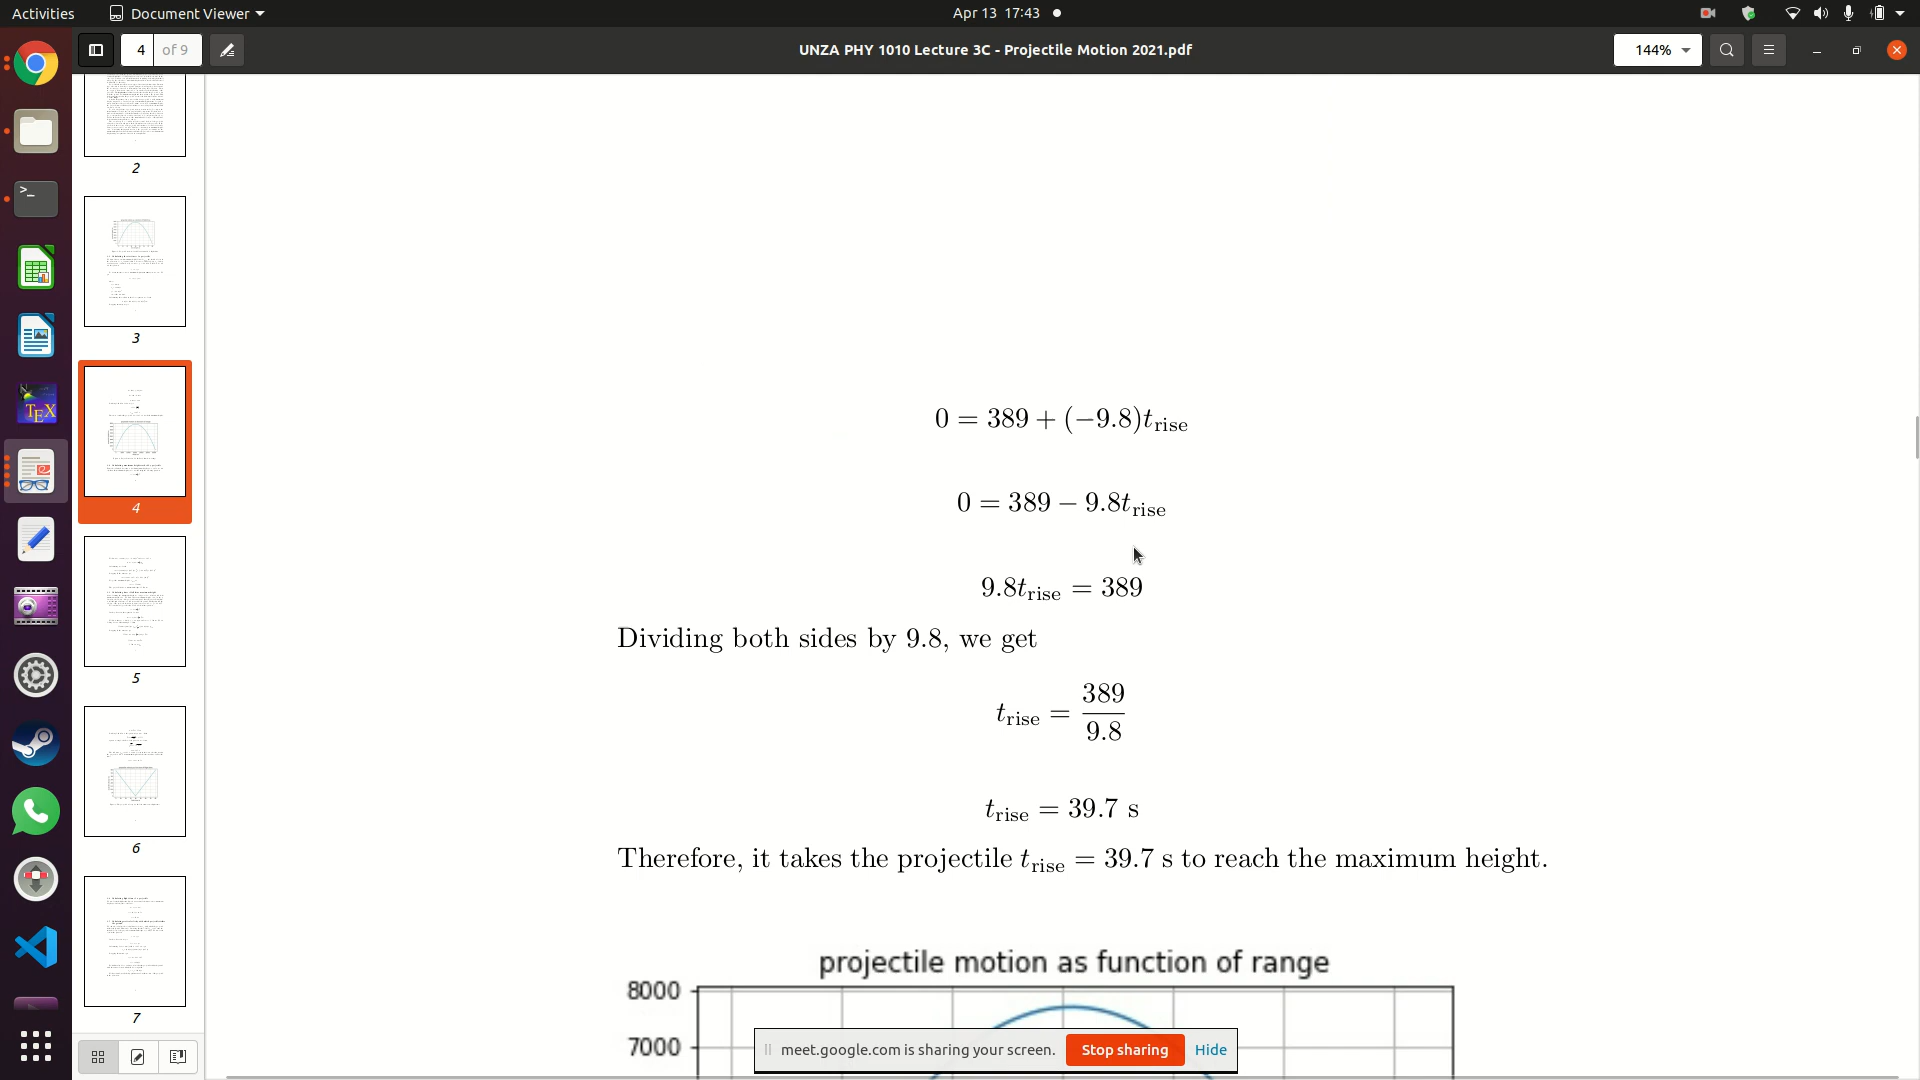 Activities
Document Viewer
Apr 13 17:43
4 of 9
UNZA PHY 1010 Lecture 3C - Projectile Motion 2021.pdf
144%
2
3
4
5
6
7
0 = 389 + (−9.8)t_rise
0 = 389 − 9.8t_rise
9.8t_rise = 389
Dividing both sides by 9.8, we get
t_rise = 389/9.8
t_rise = 39.7 s
Therefore, it takes the projectile t_rise = 39.7 s to reach the maximum height.
projectile motion as function of range
8000
7000
meet.google.com is sharing your screen.
Stop sharing
Hide